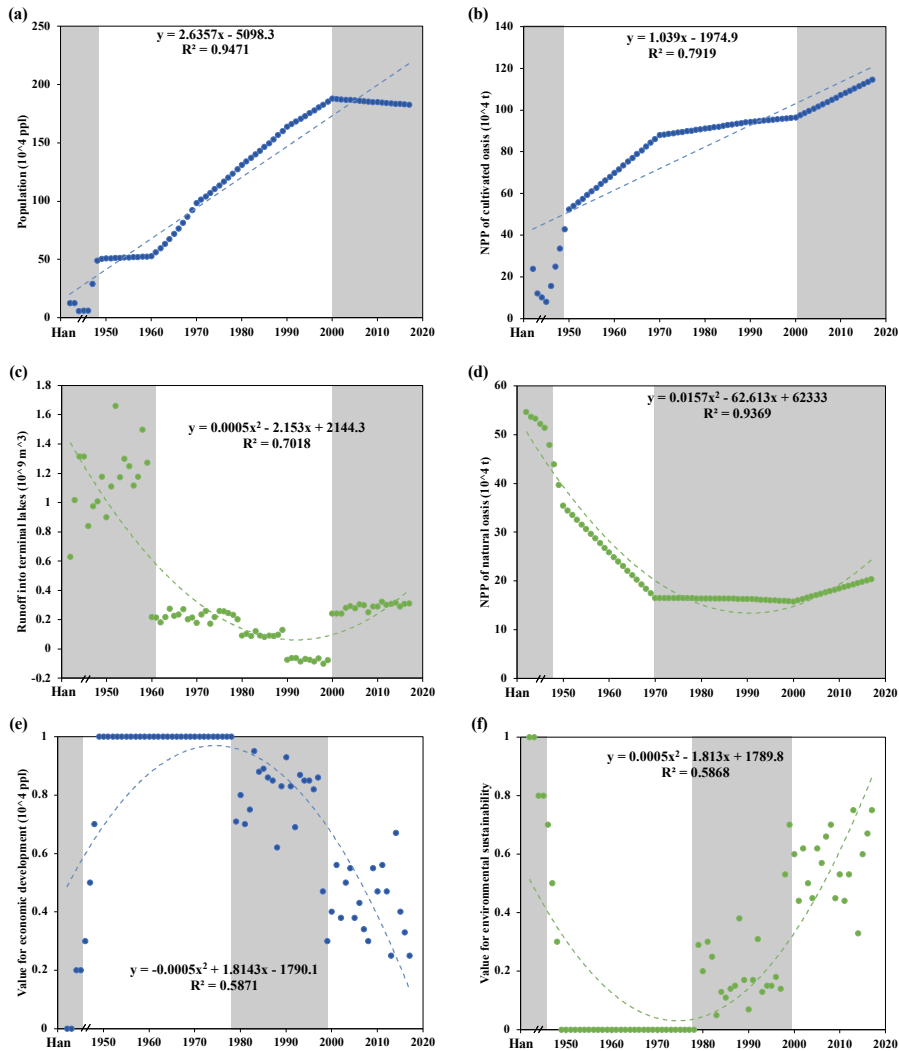 (a)
y = 2.6357x - 5098.3
R² = 0.9471
Population (10^4 ppl)
250
200
150
100
50
0
Han 1950 1960 1970 1980 1990 2000 2010 2020
(b)
y = 1.039x - 1974.9
R² = 0.7919
NPP of cultivated oasis (10^4 t)
140
120
100
80
60
40
20
0
Han 1950 1960 1970 1980 1990 2000 2010 2020
(c)
y = 0.0005x² - 2.153x + 2144.3
R² = 0.7018
Runoff into terminal lakes (10^9 m^3)
1.8
1.6
1.4
1.2
1
0.8
0.6
0.4
0.2
0
-0.2
Han 1950 1960 1970 1980 1990 2000 2010 2020
(d)
y = 0.0157x² - 62.613x + 62333
R² = 0.9369
NPP of natural oasis (10^4 t)
60
50
40
30
20
10
0
Han 1950 1960 1970 1980 1990 2000 2010 2020
(e)
Value for economic development (10^4 ppl)
1
0.8
0.6
0.4
0.2
0
y = -0.0005x² + 1.8143x - 1790.1
R² = 0.5871
Han 1950 1960 1970 1980 1990 2000 2010 2020
(f)
y = 0.0005x² - 1.813x + 1789.8
R² = 0.5868
Value for environmental sustainability
1
0.8
0.6
0.4
0.2
0
Han 1950 1960 1970 1980 1990 2000 2010 2020